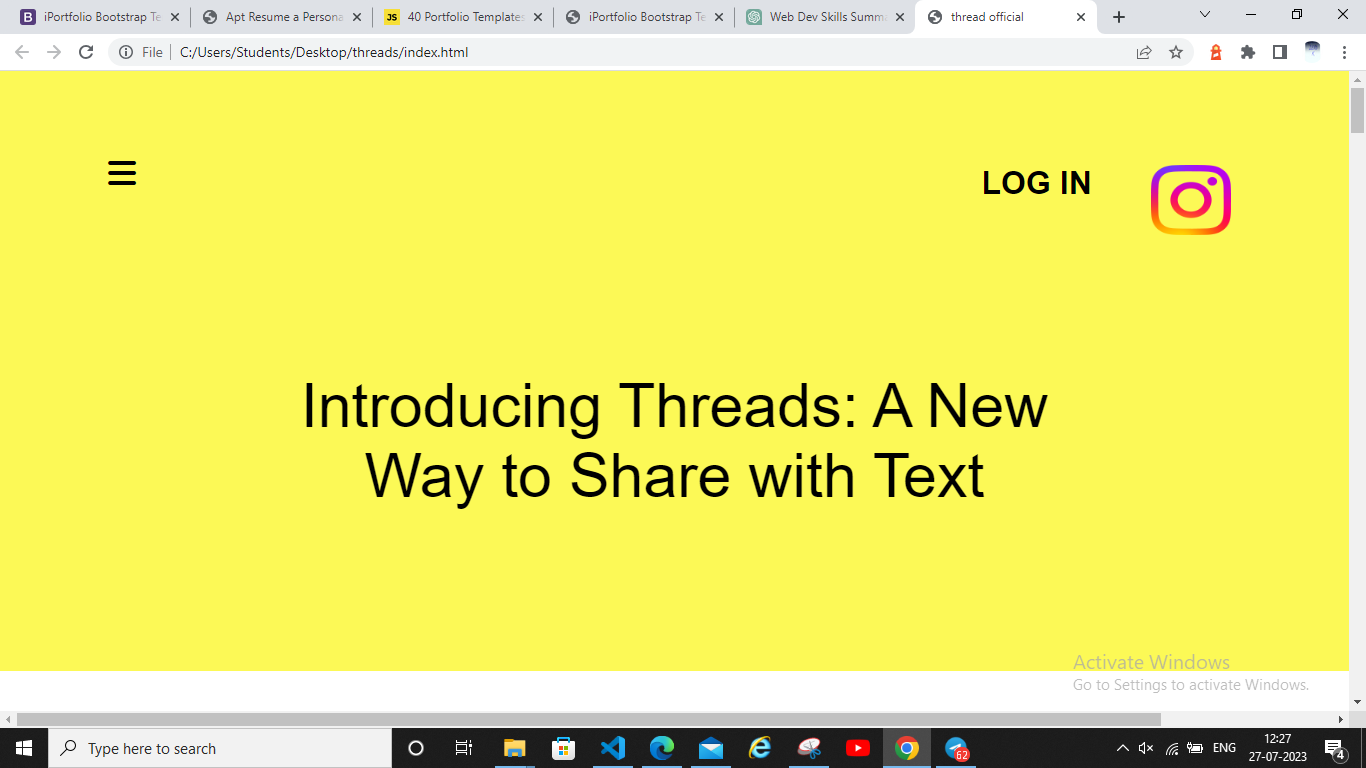 iPortfolio Bootstrap Te
Apt Resume a Persona
JS
40 Portfolio Templates
iPortfolio Bootstrap Te
Web Dev Skills Summa
thread official
File
C:/Users/Students/Desktop/threads/index.html
LOG IN
Introducing Threads: A New
Way to Share with Text
Activate Windows
Go to Settings to activate Windows.
Type here to search
62
ENG
12:27
27-07-2023
4